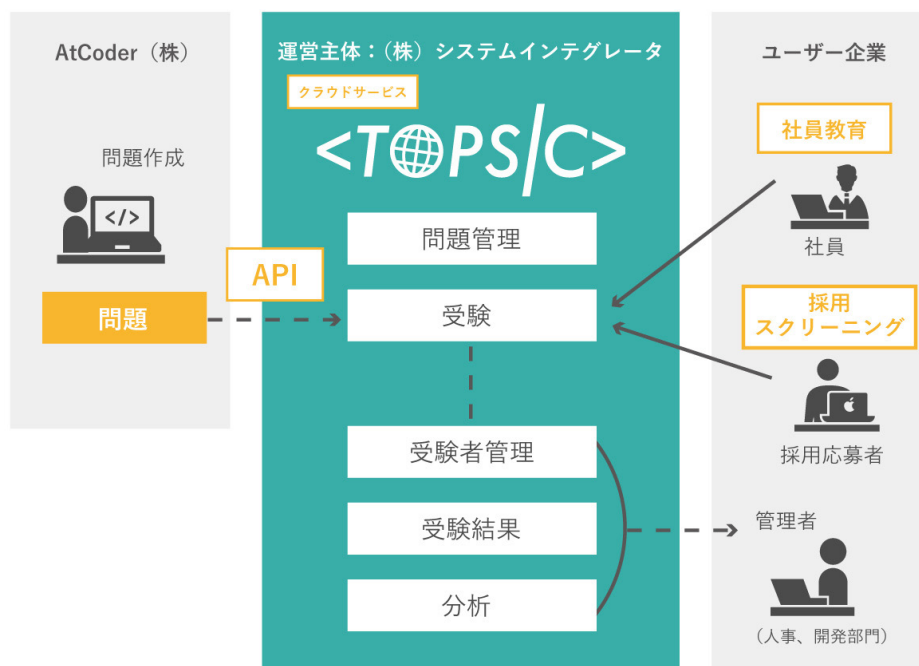 AtCoder（株）
問題作成
</>
問題
API
運営主体：（株）システムインテグレータ
クラウドサービス
<TOPS/C>
問題管理
受験
受験者管理
受験結果
分析
ユーザー企業
社員教育
社員
採用
スクリーニング
採用応募者
管理者
（人事、開発部門）